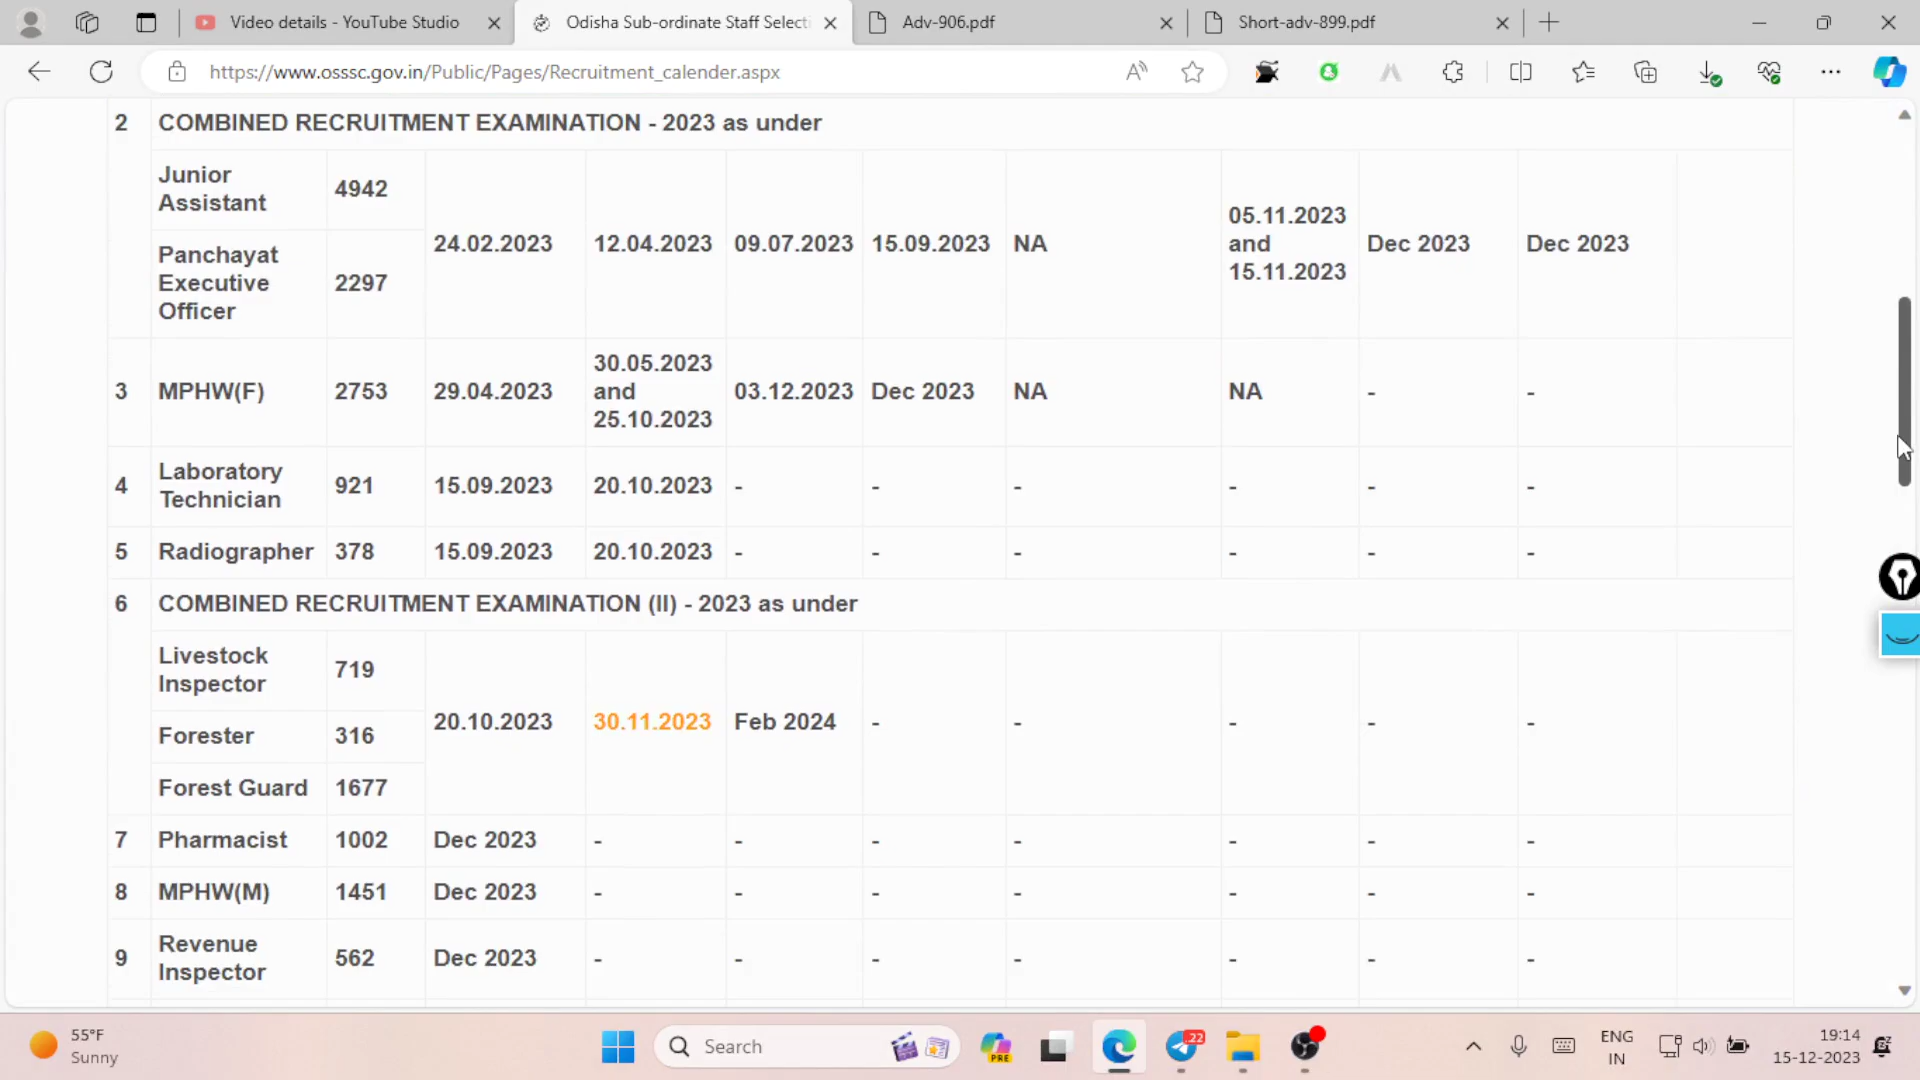 Video details - YouTube Studio
Odisha Sub-ordinate Staff Select
Adv-906.pdf
Short-adv-899.pdf
https://www.osssc.gov.in/Public/Pages/Recruitment_calender.aspx
2 COMBINED RECRUITMENT EXAMINATION - 2023 as under
Junior
Assistant
4942
Panchayat
Executive
Officer
2297
24.02.2023
12.04.2023
09.07.2023
15.09.2023
NA
05.11.2023
and
15.11.2023
Dec 2023
Dec 2023
3 MPHW(F) 2753 29.04.2023
30.05.2023
and
25.10.2023
03.12.2023 Dec 2023 NA NA - -
4
Laboratory
Technician
921 15.09.2023 20.10.2023 - - - - - -
5 Radiographer 378 15.09.2023 20.10.2023 - - - - - -
6 COMBINED RECRUITMENT EXAMINATION (II) - 2023 as under
Livestock
Inspector
719
Forester 316
Forest Guard 1677
20.10.2023 30.11.2023 Feb 2024 - - - - -
7 Pharmacist 1002 Dec 2023 - - - - - - -
8 MPHW(M) 1451 Dec 2023 - - - - - - -
9
Revenue
Inspector
562 Dec 2023 - - - - - - -
55°F
Sunny
Search
PRE
22
ENG
IN
19:14
15-12-2023